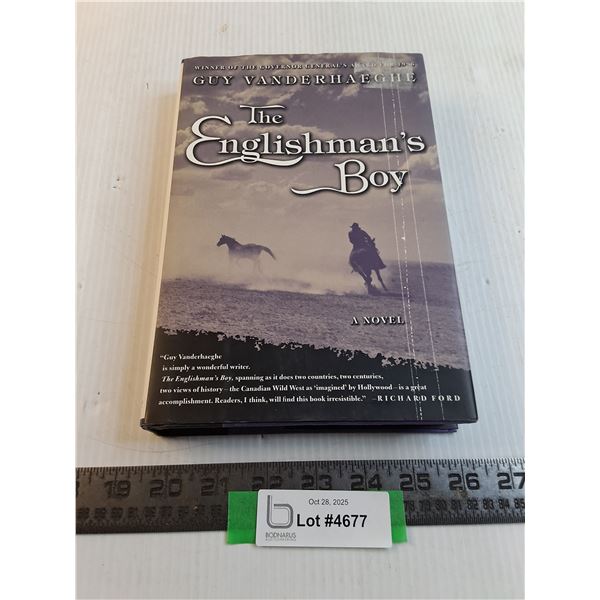 WINNER OF THE GOVERNOR GENERAL'S
GUY VANDERHAEGHE
The
Englishman's
Boy
A NOVEL
"Guy Vanderhaeghe
is simply a wonderful writer.
The Englishman's Boy, spanning as it does two countries, two centuries,
two views of history—the Canadian Wild West as 'imagined' by Hollywood—is a great
accomplishment. Readers, I think, will find this book irresistible." —RICHARD FORD
19 20 21 22 23 24 25 26 27
Oct 28, 2025
Lot #4677
BODNARUS